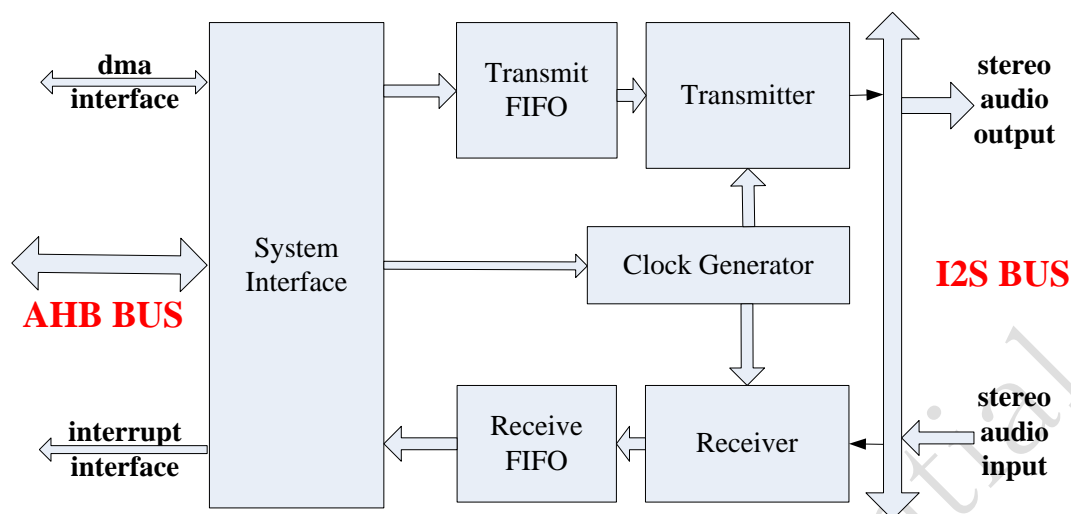 dma
interface
AHB BUS
interrupt
interface
System
Interface
Transmit
FIFO
Transmitter
Clock Generator
Receive
FIFO
Receiver
stereo
audio
output
I2S BUS
stereo
audio
input